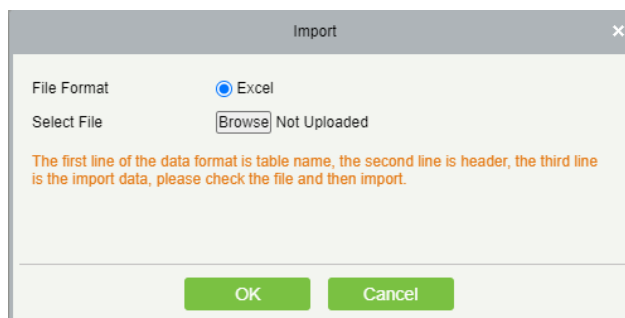 Import
×
File Format Excel
Select File Browse Not Uploaded
The first line of the data format is table name, the second line is header, the third line
is the import data, please check the file and then import.
OK Cancel